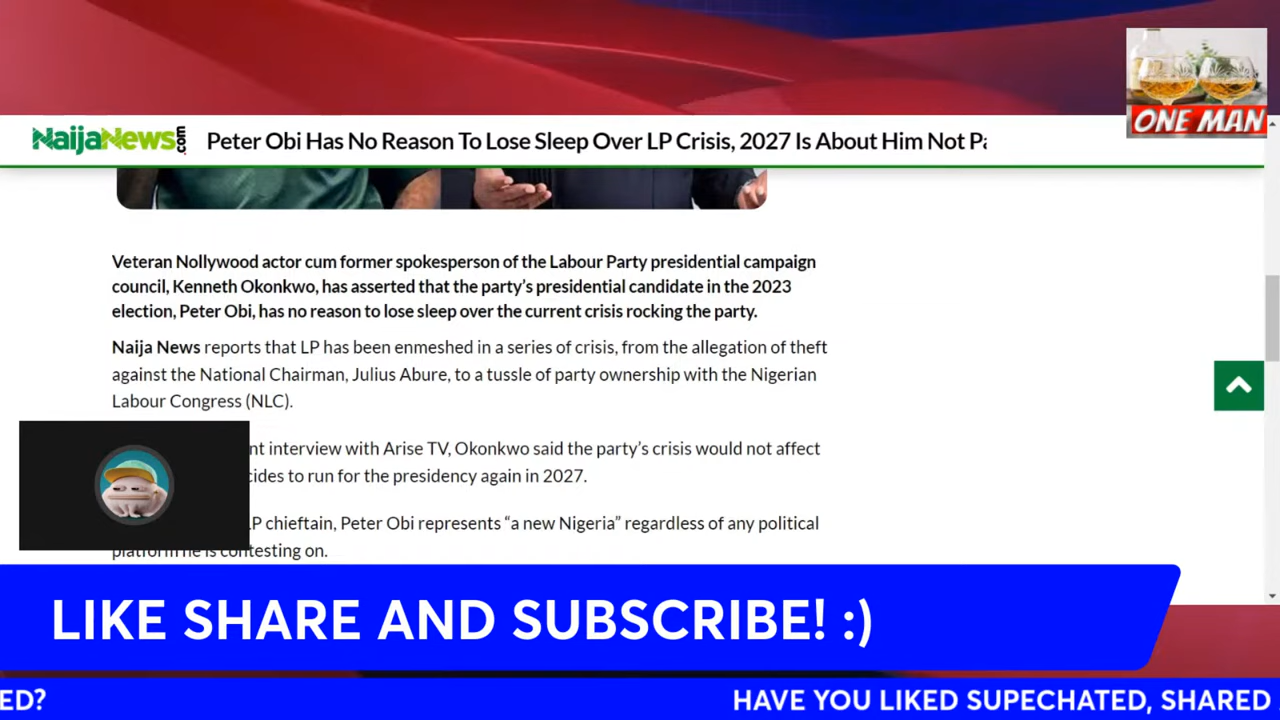 ONE MAN
NaijaNews.com
Peter Obi Has No Reason To Lose Sleep Over LP Crisis, 2027 Is About Him Not
Veteran Nollywood actor cum former spokesperson of the Labour Party presidential campaign
council, Kenneth Okonkwo, has asserted that the party's presidential candidate in the 2023
election, Peter Obi, has no reason to lose sleep over the current crisis rocking the party.
Naija News reports that LP has been enmeshed in a series of crisis, from the allegation of theft
against the National Chairman, Julius Abure, to a tussle of party ownership with the Nigerian
Labour Congress (NLC).
interview with Arise TV, Okonkwo said the party's crisis would not affect
to run for the presidency again in 2027.
chieftain, Peter Obi represents “a new Nigeria” regardless of any political
platform he is contesting on.
LIKE SHARE AND SUBSCRIBE! :)
ED? HAVE YOU LIKED SUPECHATED, SHARED